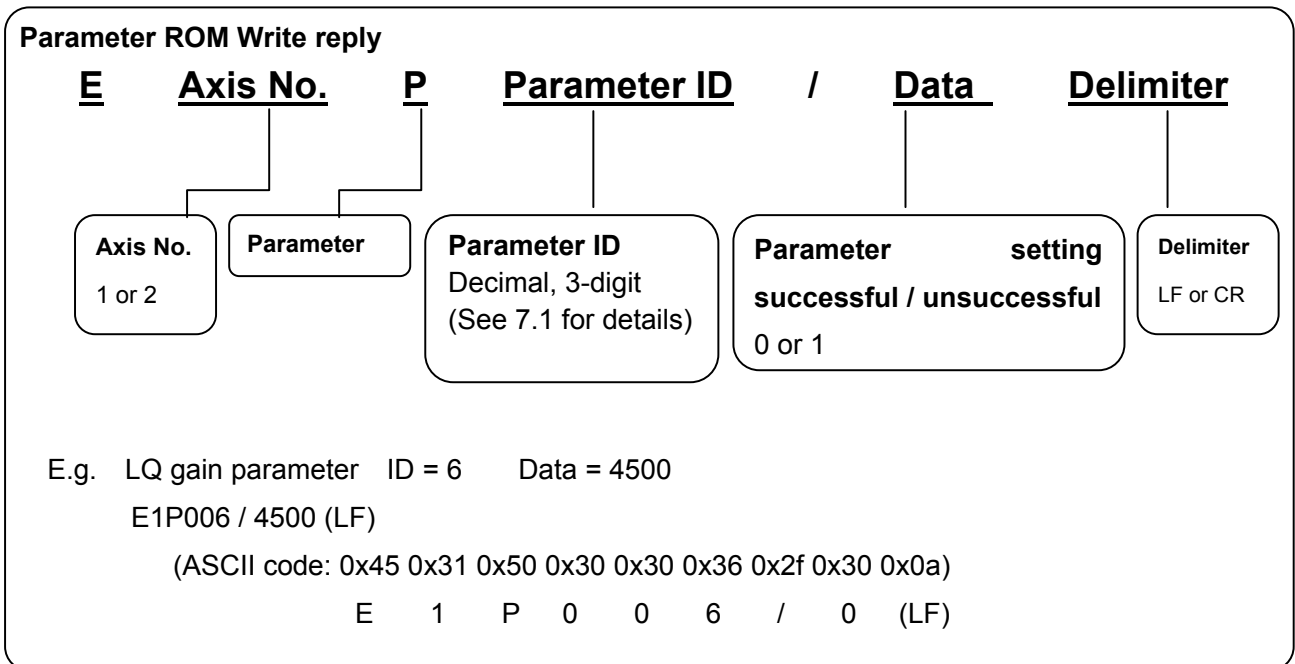 Parameter ROM Write reply
E Axis No. P Parameter ID / Data Delimiter
Axis No.
1 or 2
Parameter
Parameter ID
Decimal, 3-digit
(See 7.1 for details)
Parameter setting
successful / unsuccessful
0 or 1
Delimiter
LF or CR
E.g. LQ gain parameter ID = 6 Data = 4500
E1P006 / 4500 (LF)
(ASCII code: 0x45 0x31 0x50 0x30 0x30 0x36 0x2f 0x30 0x0a)
E 1 P 0 0 6 / 0 (LF)